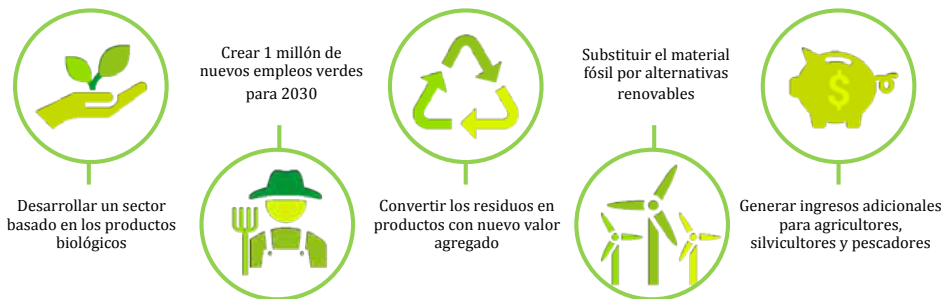 Desarrollar un sector
basado en los productos
biológicos
Crear 1 millón de
nuevos empleos verdes
para 2030
Convertir los residuos en
productos con nuevo valor
agregado
Substituir el material
fósil por alternativas
renovables
$
Generar ingresos adicionales
para agricultores,
silvicultores y pescadores